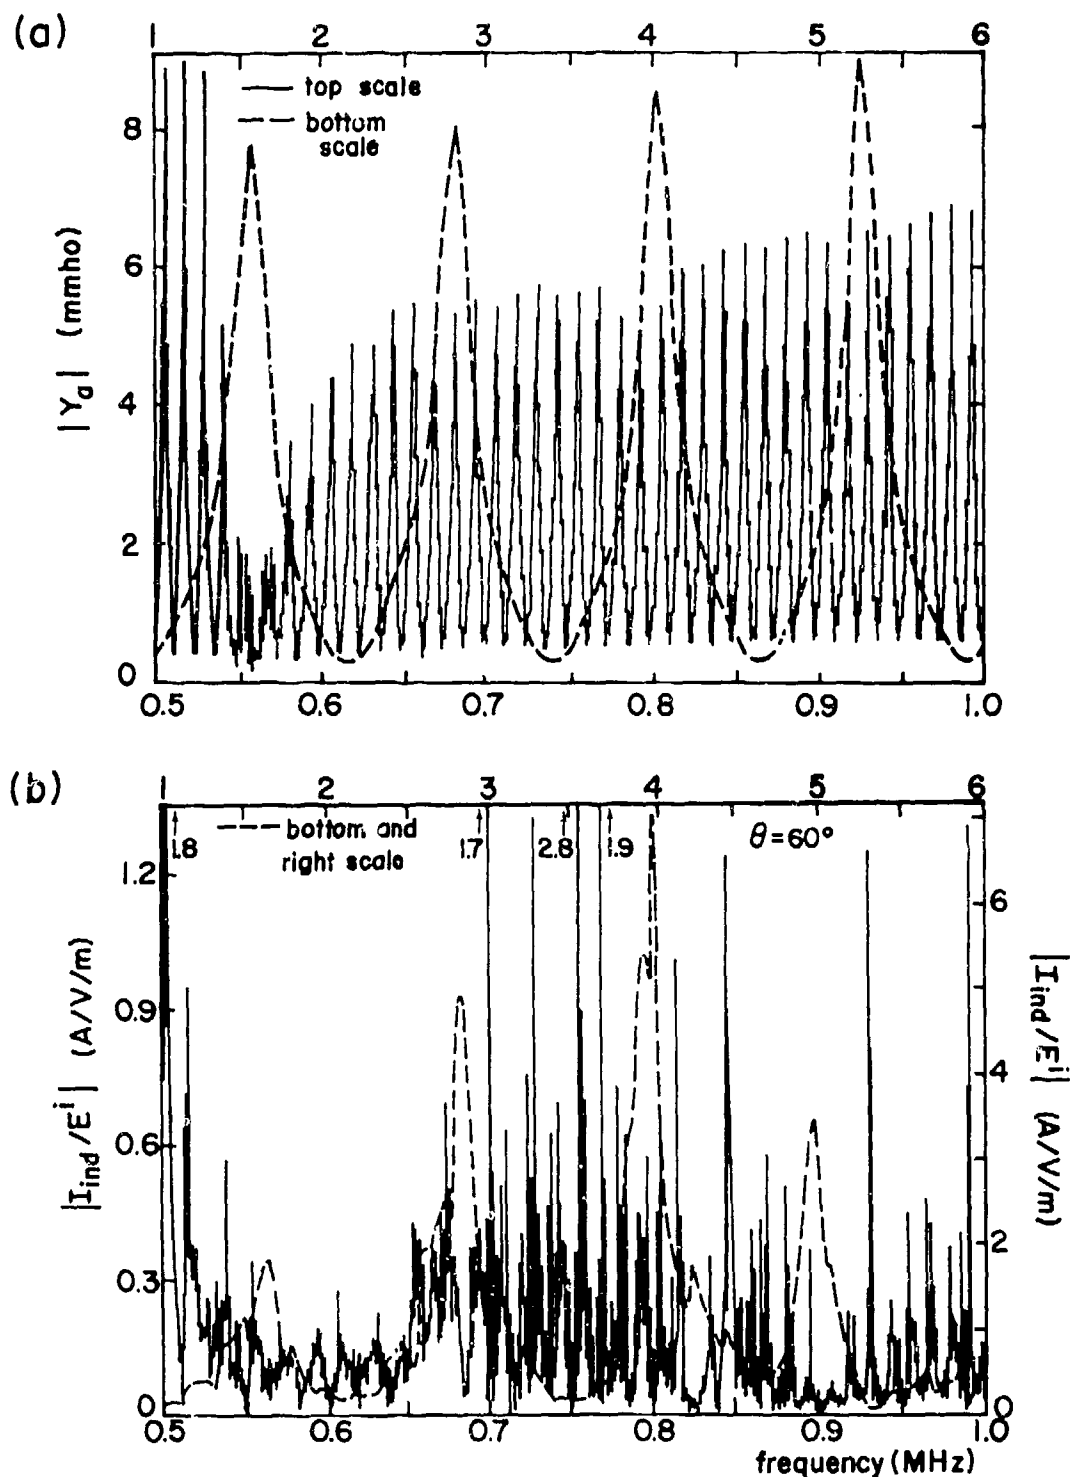 (a)
1 2 3 4 5 6
top scale
bottom
scale
8
6
4
2
0
|Ya| (mmho)
0.5 0.6 0.7 0.8 0.9 1.0
(b)
1 2 3 4 5 6
bottom and
right scale
1.8 1.7 2.8 1.9
θ=60°
1.2
0.9
0.6
0.3
0
|Iind/Ei| (A/V/m)
6
4
2
0
|Iind/Ei| (A/V/m)
0.5 0.6 0.7 0.8 0.9 1.0
frequency (MHz)